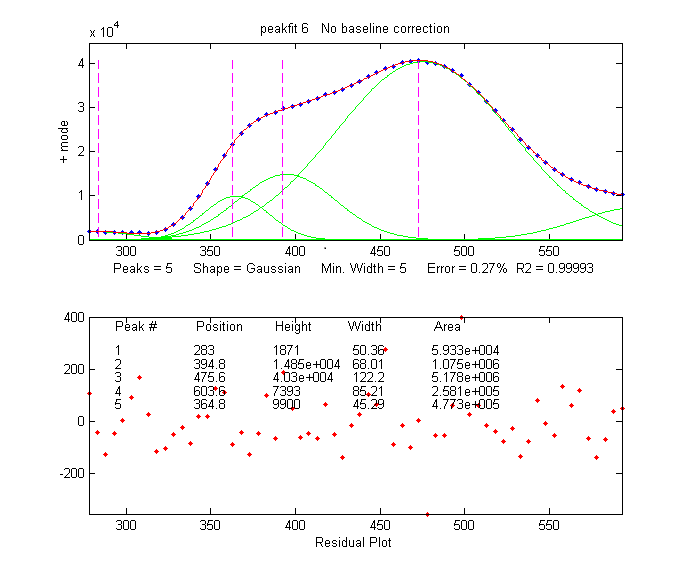 peakfit 6 No baseline correction
x 10^4
4
3
2
1
0
+ mode
300 350 400 450 500 550
Peaks = 5 Shape = Gaussian Min. Width = 5 Error = 0.27% R2 = 0.99993
400
200
0
-200
Peak # Position Height Width Area
1 283 1871 50.36 5.933e+004
2 394.8 1.485e+004 68.01 1.075e+006
3 475.6 4.03e+004 122.2 5.178e+006
4 603.6 7393 85.21 2.581e+005
5 364.8 9900 45.29 4.773e+005
300 350 400 450 500 550
Residual Plot